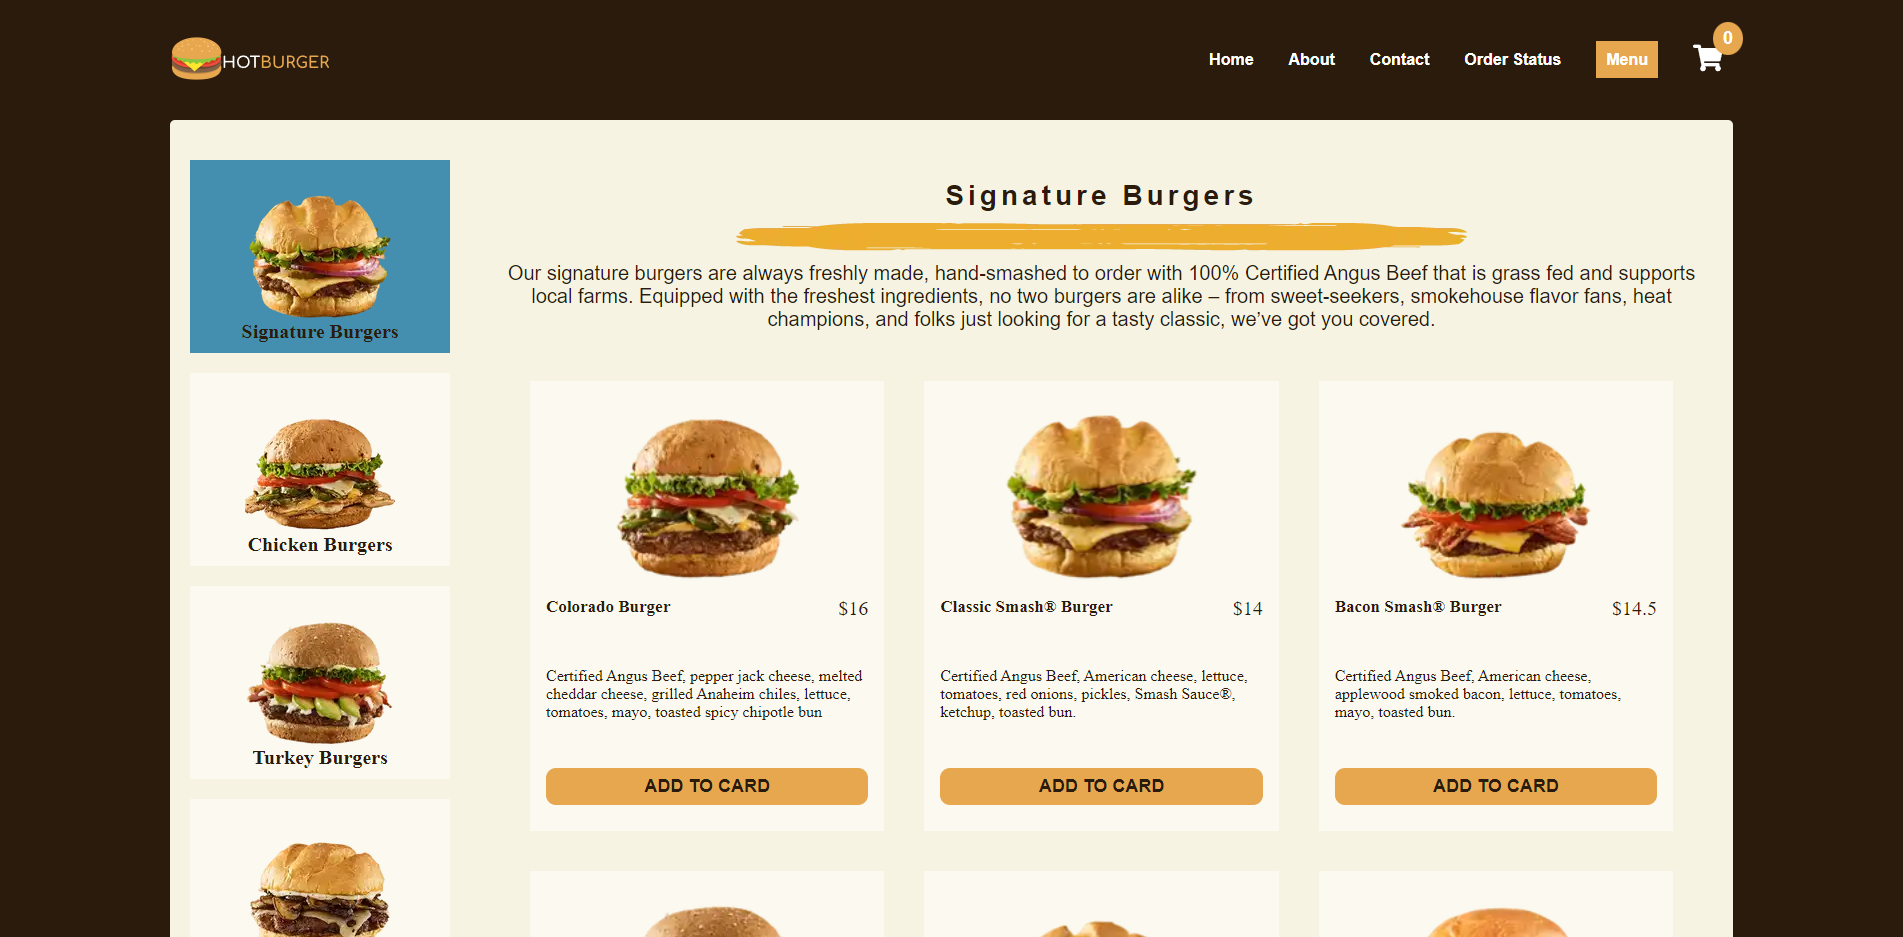 HOTBURGER
Home
About
Contact
Order Status
Menu
0
Signature Burgers
Chicken Burgers
Turkey Burgers
Signature Burgers
Our signature burgers are always freshly made, hand-smashed to order with 100% Certified Angus Beef that is grass fed and supports
local farms. Equipped with the freshest ingredients, no two burgers are alike – from sweet-seekers, smokehouse flavor fans, heat
champions, and folks just looking for a tasty classic, we’ve got you covered.
Colorado Burger
$16
Certified Angus Beef, pepper jack cheese, melted
cheddar cheese, grilled Anaheim chiles, lettuce,
tomatoes, mayo, toasted spicy chipotle bun
ADD TO CARD
Classic Smash® Burger
$14
Certified Angus Beef, American cheese, lettuce,
tomatoes, red onions, pickles, Smash Sauce®,
ketchup, toasted bun.
ADD TO CARD
Bacon Smash® Burger
$14.5
Certified Angus Beef, American cheese,
applewood smoked bacon, lettuce, tomatoes,
mayo, toasted bun.
ADD TO CARD